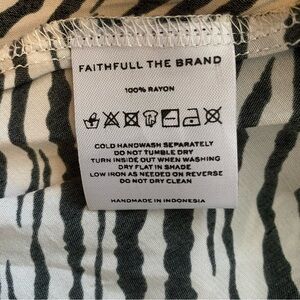 FAITHFULL THE BRAND
100% RAYON
COLD HANDWASH SEPARATELY
DO NOT TUMBLE DRY
TURN INSIDE OUT WHEN WASHING
DRY FLAT IN SHADE
LOW IRON AS NEEDED ON REVERSE
DO NOT DRY CLEAN
HANDMADE IN INDONESIA